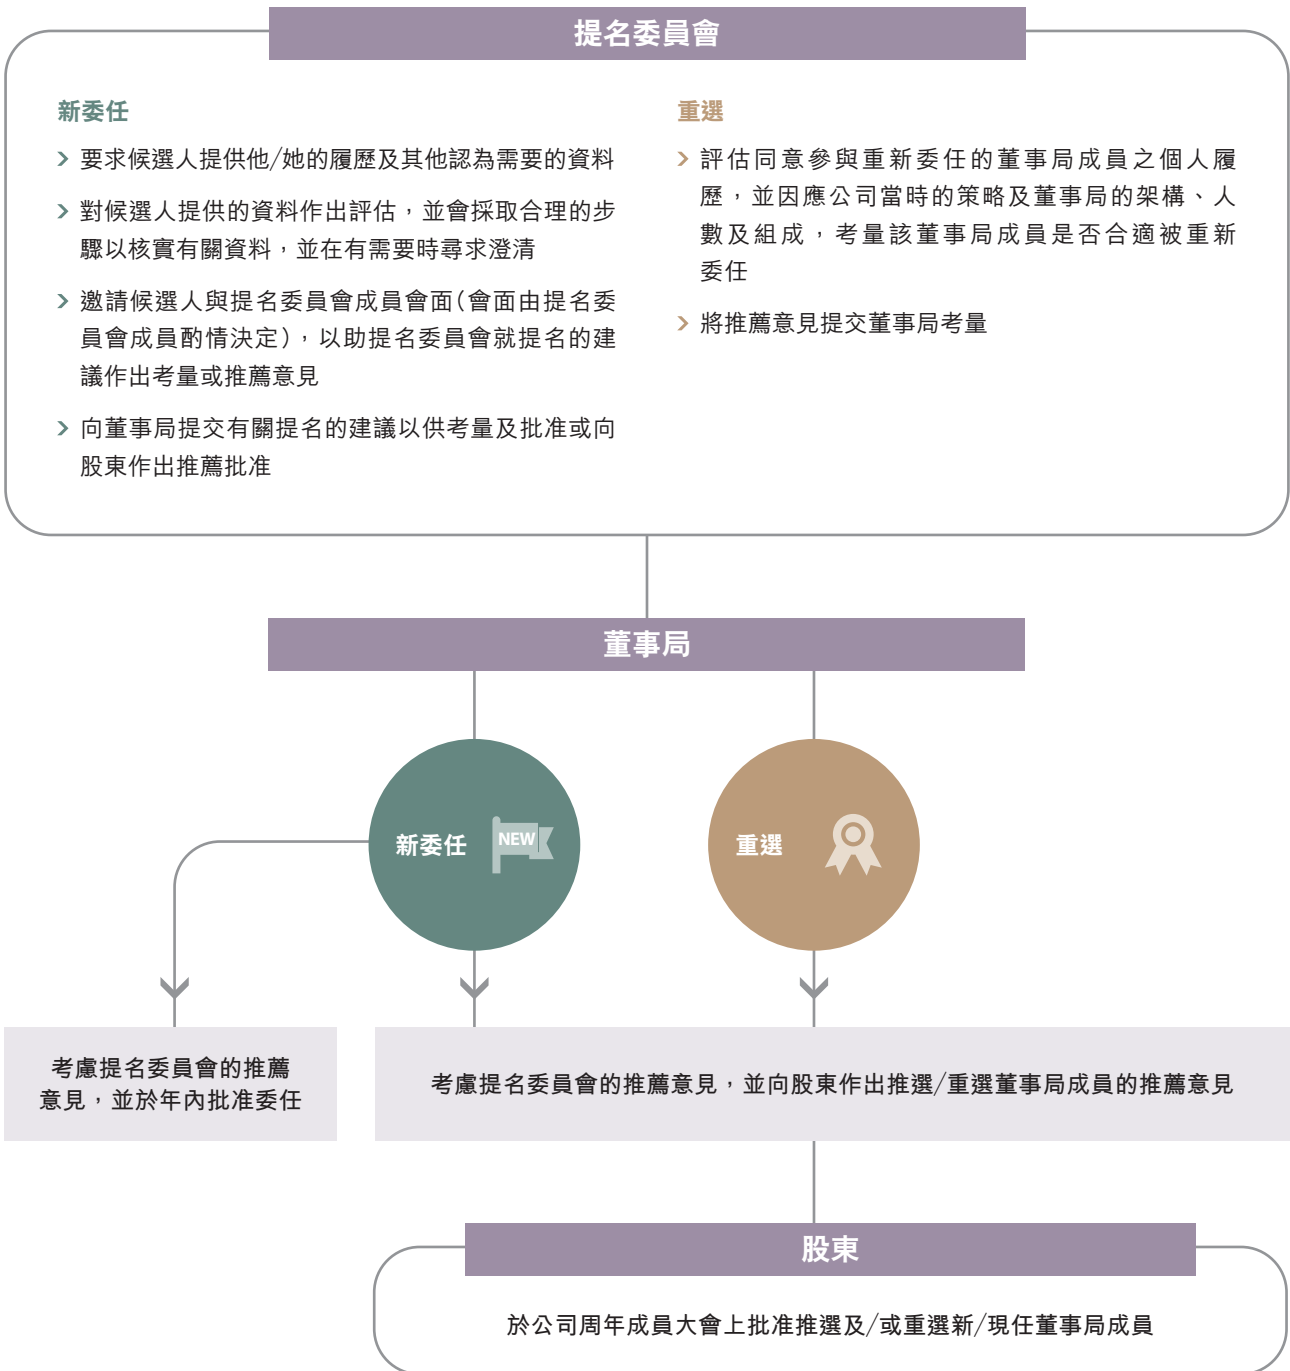 提名委員會
新委任
要求候選人提供他/她的履歷及其他認為需要的資料
對候選人提供的資料作出評估，並會採取合理的步
驟以核實有關資料，並在有需要時尋求澄清
邀請候選人與提名委員會成員會面（會面由提名委
員會成員酌情決定），以助提名委員會就提名的建
議作出考量或推薦意見
向董事局提交有關提名的建議以供考量及批准或向
股東作出推薦批准
重選
評估同意參與重新委任的董事局成員之個人履
歷，並因應公司當時的策略及董事局的架構、人
數及組成，考量該董事局成員是否合適被重新
委任
將推薦意見提交董事局考量
董事局
新委任
NEW
重選
考慮提名委員會的推薦
意見，並於年內批准委任
考慮提名委員會的推薦意見，並向股東作出推選/重選董事局成員的推薦意見
股東
於公司周年成員大會上批准推選及/或重選新/現任董事局成員